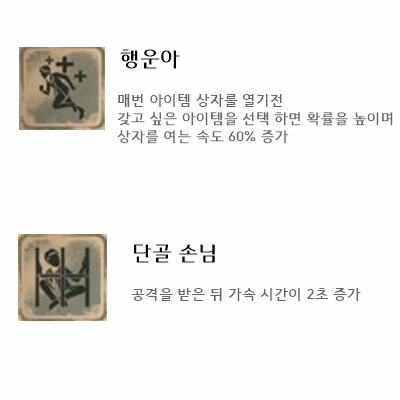 행운아
매번 아이템 상자를 열기전
갖고 싶은 아이템을 선택 하면 확률을 높이며
상자를 여는 속도 60% 증가
단골 손님
공격을 받은 뒤 가속 시간이 2초 증가